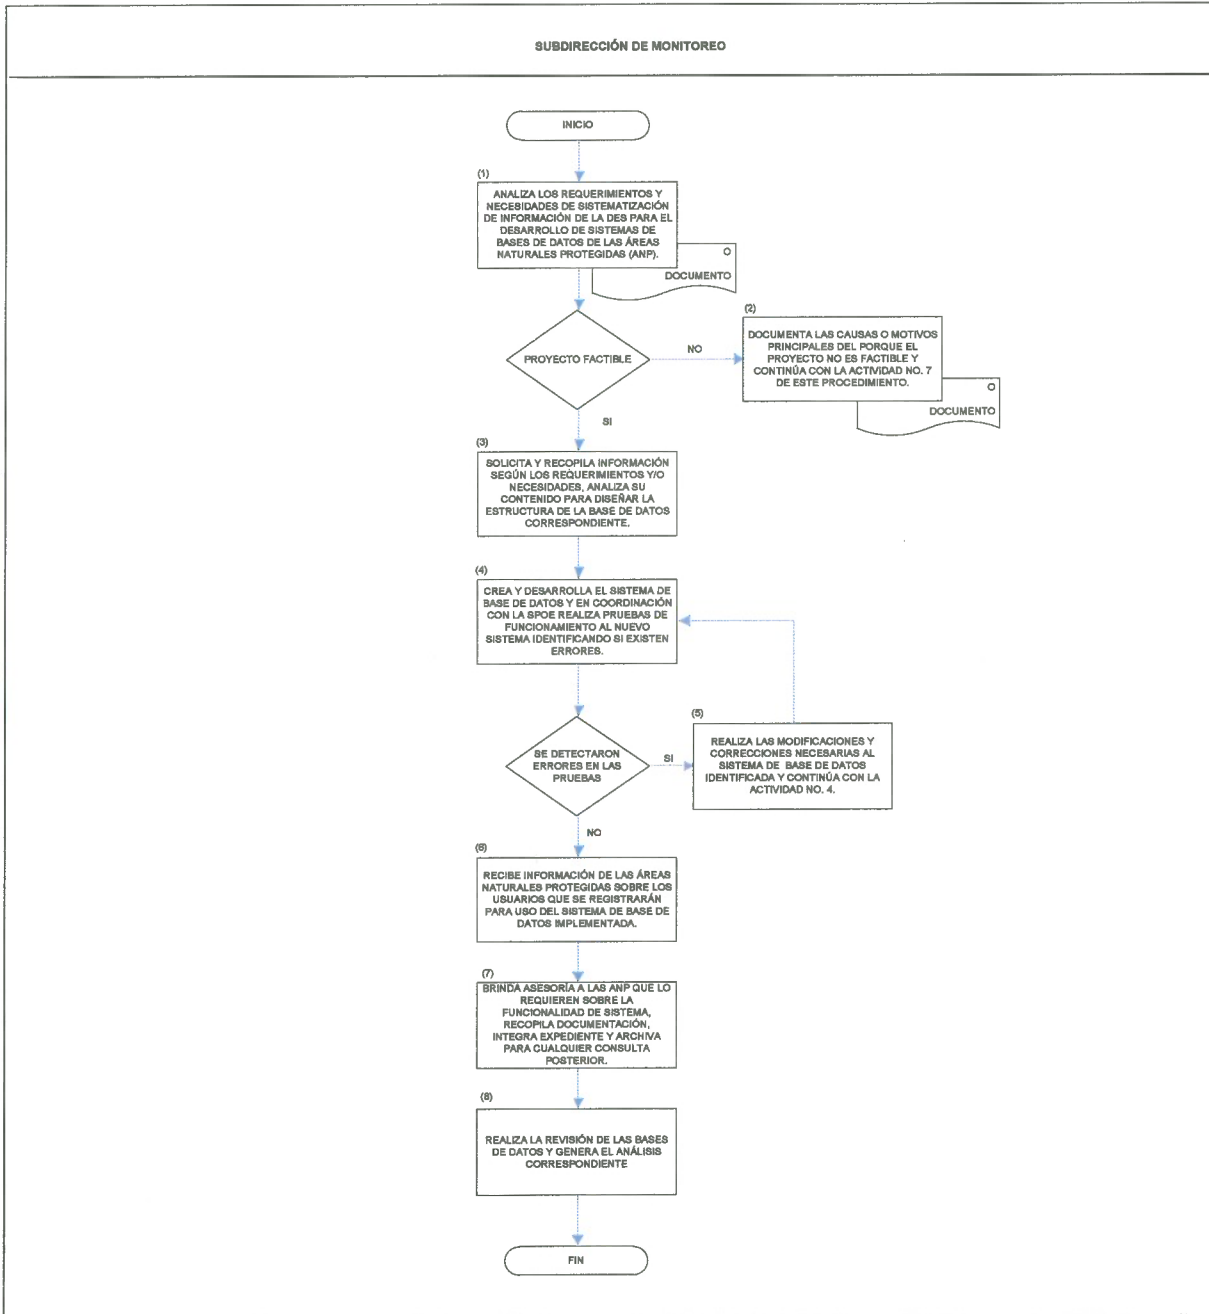 SUBDIRECCIÓN DE MONITOREO
INICIO
(1)
ANALIZA LOS REQUERIMIENTOS Y
NECESIDADES DE SISTEMATIZACIÓN
DE INFORMACIÓN DE LA DES PARA EL
DESARROLLO DE SISTEMAS DE
BASES DE DATOS DE LAS ÁREAS
NATURALES PROTEGIDAS (ANP).
O
DOCUMENTO
PROYECTO FACTIBLE
NO
(2)
DOCUMENTA LAS CAUSAS O MOTIVOS
PRINCIPALES DEL PORQUE EL
PROYECTO NO ES FACTIBLE Y
CONTINÚA CON LA ACTIVIDAD NO. 7
DE ESTE PROCEDIMIENTO.
O
DOCUMENTO
SI
(3)
SOLICITA Y RECOPILA INFORMACIÓN
SEGÚN LOS REQUERIMIENTOS Y/O
NECESIDADES, ANALIZA SU
CONTENIDO PARA DISEÑAR LA
ESTRUCTURA DE LA BASE DE DATOS
CORRESPONDIENTE.
(4)
CREA Y DESARROLLA EL SISTEMA DE
BASE DE DATOS Y EN COORDINACIÓN
CON LA SPOE REALIZA PRUEBAS DE
FUNCIONAMIENTO AL NUEVO
SISTEMA IDENTIFICANDO SI EXISTEN
ERRORES.
SE DETECTARON
ERRORES EN LAS
PRUEBAS
SI
(5)
REALIZA LAS MODIFICACIONES Y
CORRECCIONES NECESARIAS AL
SISTEMA DE BASE DE DATOS
IDENTIFICADA Y CONTINÚA CON LA
ACTIVIDAD NO. 4.
NO
(6)
RECIBE INFORMACIÓN DE LAS ÁREAS
NATURALES PROTEGIDAS SOBRE LOS
USUARIOS QUE SE REGISTRARÁN
PARA USO DEL SISTEMA DE BASE DE
DATOS IMPLEMENTADA.
(7)
BRINDA ASESORÍA A LAS ANP QUE LO
REQUIEREN SOBRE LA
FUNCIONALIDAD DE SISTEMA,
RECOPILA DOCUMENTACIÓN,
INTEGRA EXPEDIENTE Y ARCHIVA
PARA CUALQUIER CONSULTA
POSTERIOR.
(8)
REALIZA LA REVISIÓN DE LAS BASES
DE DATOS Y GENERA EL ANÁLISIS
CORRESPONDIENTE
FIN